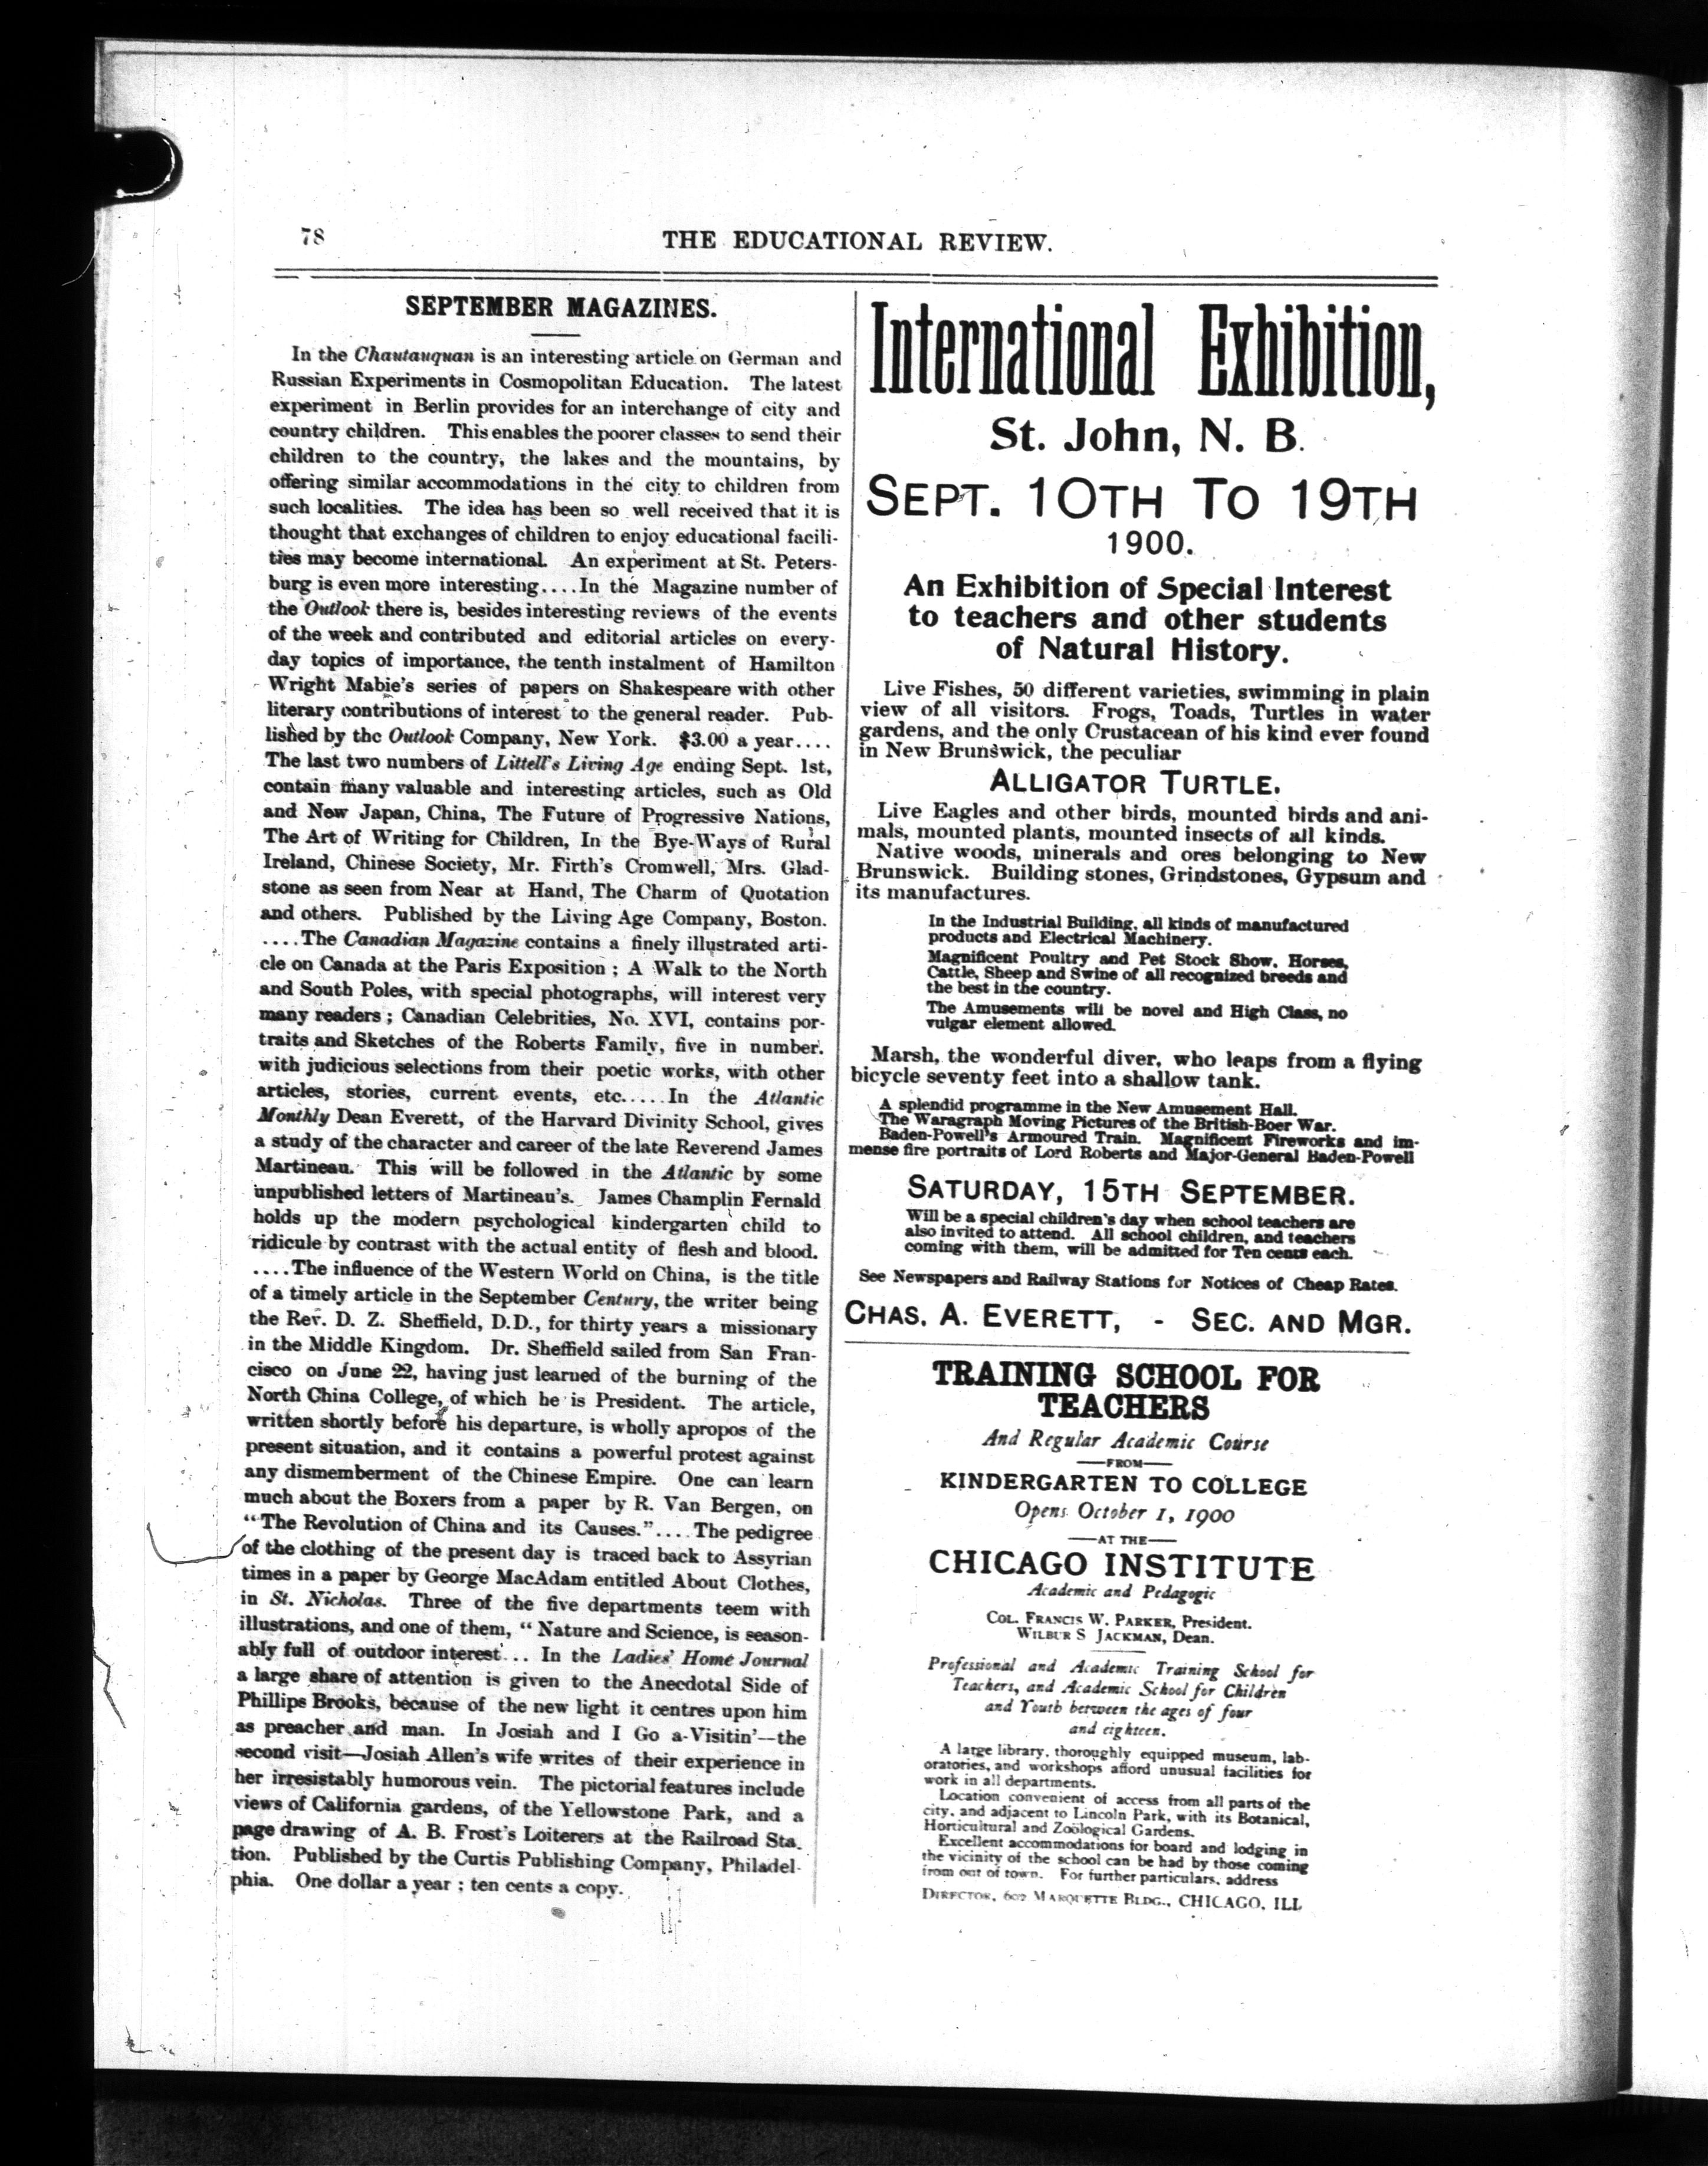 78
THE EDUCATIONAL REVIEW.
SEPTEMBER MAGAZINES.
In the Chautauquan is an interesting article on German and
Russian Experiments in Cosmopolitan Education. The latest
experiment in Berlin provides for an interchange of city and
country children. This enables the poorer classes to send their
children to the country, the lakes and the mountains, by
offering similar accommodations in the city to children from
such localities. The idea has been so well received that it is
thought that exchanges of children to enjoy educational facili-
ties may become international. An experiment at St. Peters-
burg is even more interesting....In the Magazine number of
the Outlook there is, besides interesting reviews of the events
of the week and contributed and editorial articles on every-
day topics of importance, the tenth instalment of Hamilton
Wright Mabie's series of papers on Shakespeare with other
literary contributions of interest to the general reader. Pub-
lished by the Outlook Company, New York. $3.00 a year....
The last two numbers of Littell's Living Age ending Sept. 1st,
contain many valuable and interesting articles, such as Old
and New Japan, China, The Future of Progressive Nations,
The Art of Writing for Children, In the Bye-Ways of Rural
Ireland, Chinese Society, Mr. Firth's Cromwell, Mrs. Glad-
stone as seen from Near at Hand, The Charm of Quotation
and others. Published by the Living Age Company, Boston.
....The Canadian Magazine contains a finely illustrated arti-
cle on Canada at the Paris Exposition; A Walk to the North
and South Poles, with special photographs, will interest very
many readers; Canadian Celebrities, No. XVI, contains por-
traits and Sketches of the Roberts Family, five in number.
with judicious selections from their poetic works, with other
articles, stories, current events, etc.....In the Atlantic
Monthly Dean Everett, of the Harvard Divinity School, gives
a study of the character and career of the late Reverend James
Martineau. This will be followed in the Atlantic by some
unpublished letters of Martineau's. James Champlin Fernald
holds up the modern psychological kindergarten child to
ridicule by contrast with the actual entity of flesh and blood.
....The influence of the Western World on China, is the title
of a timely article in the September Century, the writer being
the Rev. D. Z. Sheffield, D.D., for thirty years a missionary
in the Middle Kingdom. Dr. Sheffield sailed from San Fran-
cisco on June 22, having just learned of the burning of the
North China College, of which he is President. The article,
written shortly before his departure, is wholly apropos of the
present situation, and it contains a powerful protest against
any dismemberment of the Chinese Empire. One can learn
much about the Boxers from a paper by R. Van Bergen, on
"The Revolution of China and its Causes."....The pedigree
of the clothing of the present day is traced back to Assyrian
times in a paper by George MacAdam entitled About Clothes,
in St. Nicholas. Three of the five departments teem with
illustrations, and one of them, "Nature and Science, is season-
ably full of outdoor interest... In the Ladies' Home Journal
a large share of attention is given to the Anecdotal Side of
Phillips Brooks, because of the new light it centres upon him
as preacher and man. In Josiah and I Go a-Visitin'—the
second visit—Josiah Allen's wife writes of their experience in
her irresistably humorous vein. The pictorial features include
views of California gardens, of the Yellowstone Park, and a
page drawing of A. B. Frost's Loiterers at the Railroad Sta.
tion. Published by the Curtis Publishing Company, Philadel-
phia. One dollar a year; ten cents a copy.
International Exhibition,
St. John, N. B.
SEPT. 10TH TO 19TH
1900.
An Exhibition of Special Interest
to teachers and other students
of Natural History.
Live Fishes, 50 different varieties, swimming in plain
view of all visitors. Frogs, Toads, Turtles in water
gardens, and the only Crustacean of his kind ever found
in New Brunswick, the peculiar
ALLIGATOR TURTLE.
Live Eagles and other birds, mounted birds and ani-
mals, mounted plants, mounted insects of all kinds.
Native woods, minerals and ores belonging to New
Brunswick. Building stones, Grindstones, Gypsum and
its manufactures.
In the Industrial Building, all kinds of manufactured
products and Electrical Machinery.
Magnificent Poultry and Pet Stock Show. Horses,
Cattle, Sheep and Swine of all recognized breeds and
the best in the country.
The Amusements will be novel and High Class, no
vulgar element allowed.
Marsh, the wonderful diver, who leaps from a flying
bicycle seventy feet into a shallow tank.
A splendid programme in the New Amusement Hall.
The Waragraph Moving Pictures of the British-Boer War.
Baden-Powell's Armoured Train. Magnificent Fireworks and im-
mense fire portraits of Lord Roberts and Major-General Baden-Powell
SATURDAY, 15TH SEPTEMBER.
Will be a special children's day when school teachers are
also invited to attend. All school children, and teachers
coming with them, will be admitted for Ten cents each.
See Newspapers and Railway Stations for Notices of Cheap Rates.
CHAS. A. EVERETT, - SEC. AND MGR.
TRAINING SCHOOL FOR
TEACHERS
And Regular Academic Course
—FROM—
KINDERGARTEN TO COLLEGE
Opens October 1, 1900
—AT THE—
CHICAGO INSTITUTE
Academic and Pedagogic
COL. FRANCIS W. PARKER, President.
WILBUR S JACKMAN, Dean.
Professional and Academic Training School for
Teachers, and Academic School for Children
and Youth between the ages of four
and eighteen.
A large library, thoroughly equipped museum, lab-
oratories, and workshops afford unusual facilities for
work in all departments.
Location convenient of access from all parts of the
city, and adjacent to Lincoln Park, with its Botanical,
Horticultural and Zoölogical Gardens.
Excellent accommodations for board and lodging in
the vicinity of the school can be had by those coming
from out of town. For further particulars, address
DIRECTOR, 602 MARQUETTE BLDG., CHICAGO, ILL